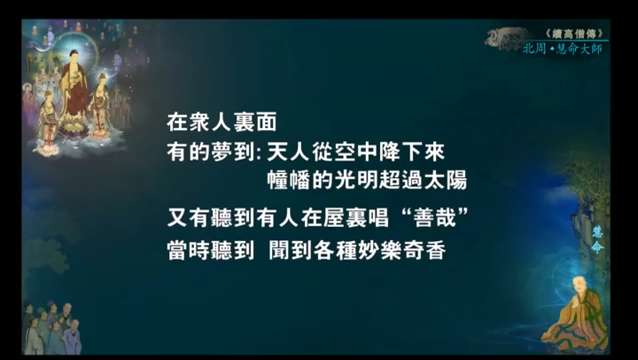 《續高僧傳》
北周•慧命大師
在衆人裏面
有的夢到: 天人從空中降下來
幢幡的光明超過太陽
又有聽到有人在屋裏唱“善哉”
當時聽到 聞到各種妙樂奇香
慧命